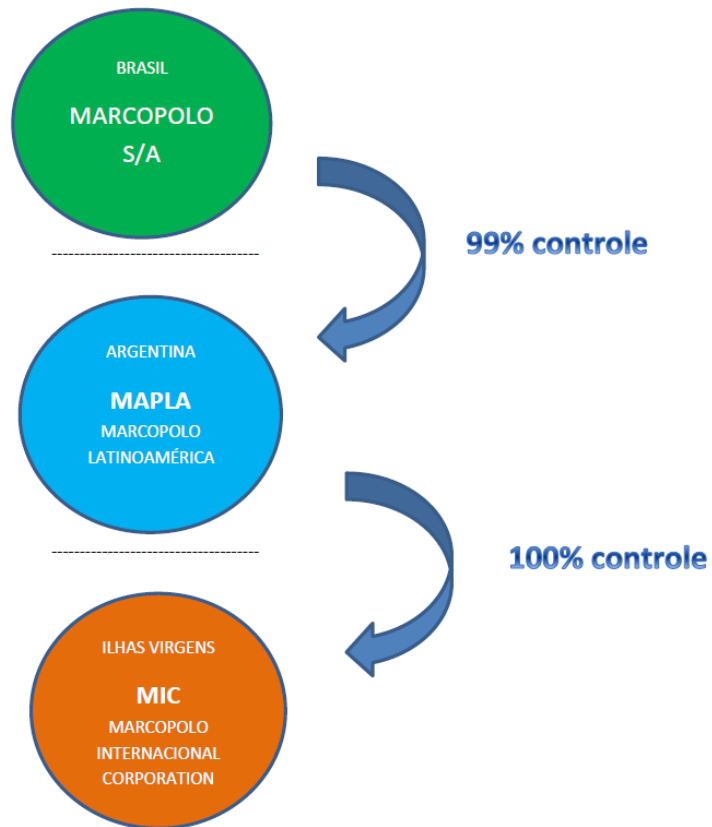 BRASIL
MARCOPOLO
S/A
-------------------------------------
99% controle
ARGENTINA
MAPLA
MARCOPOLO
LATINOAMÉRICA
-------------------------------------
100% controle
ILHAS VIRGENS
MIC
MARCOPOLO
INTERNACIONAL
CORPORATION